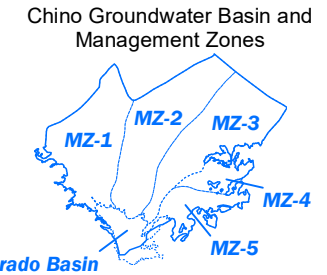 Chino Groundwater Basin and
Management Zones
MZ-1
MZ-2
MZ-3
MZ-4
MZ-5
rado Basin